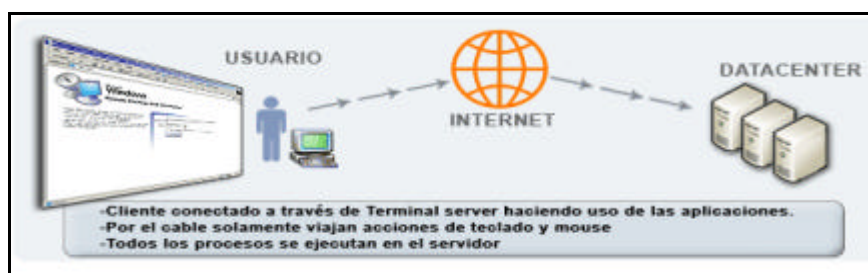 USUARIO
INTERNET
DATACENTER
Windows
-Cliente conectado a través de Terminal server haciendo uso de las aplicaciones.
-Por el cable solamente viajan acciones de teclado y mouse
-Todos los procesos se ejecutan en el servidor